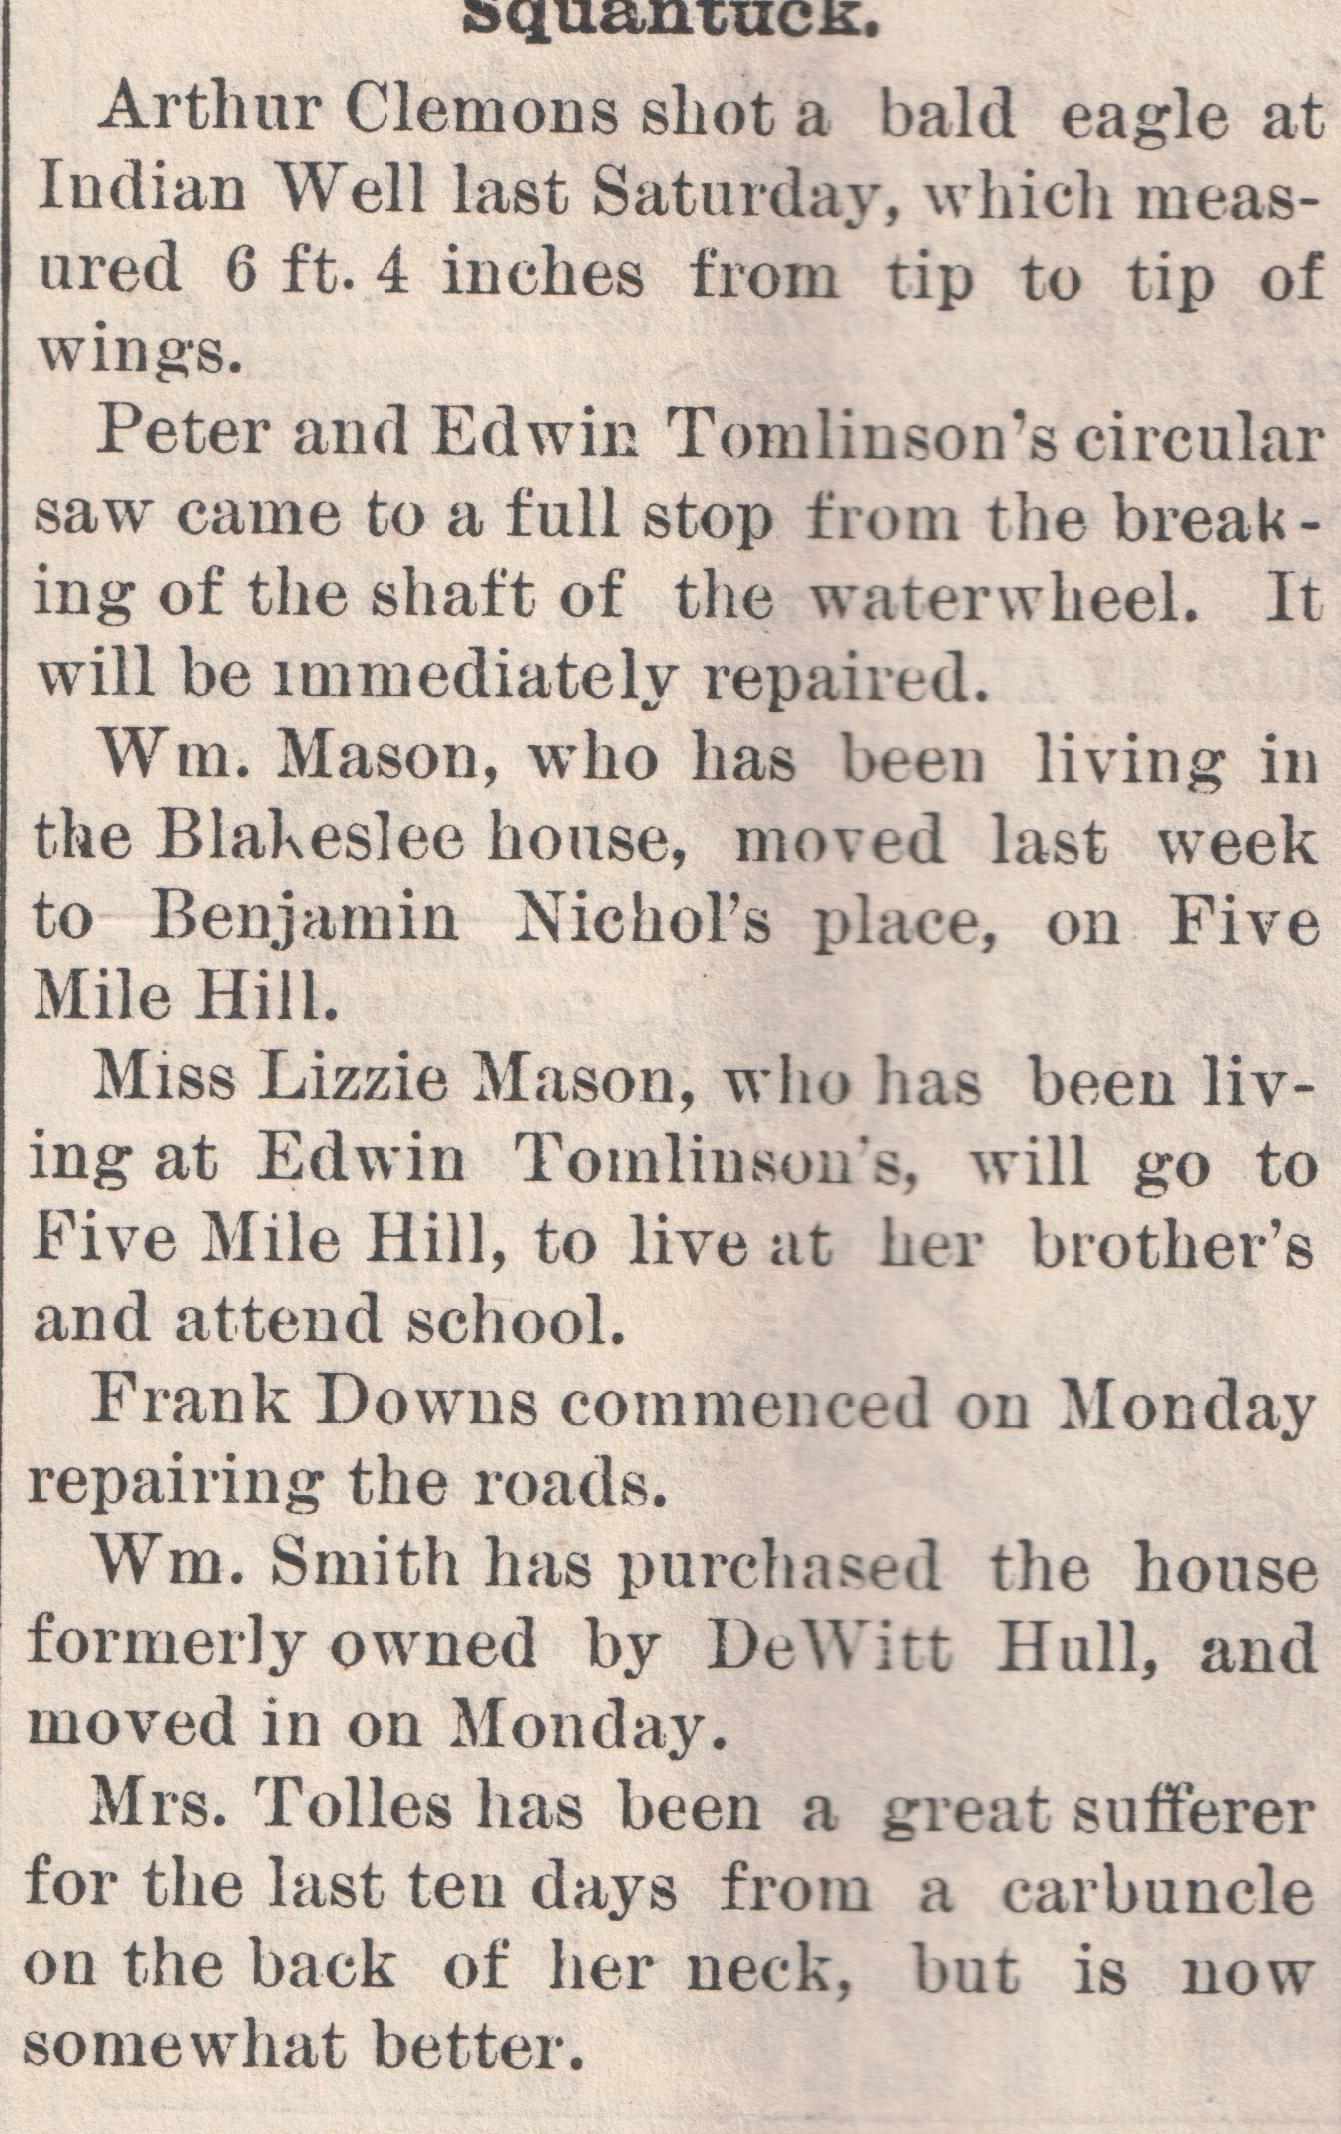 Squantuck.
Arthur Clemons shot a bald eagle at
Indian Well last Saturday, which meas-
ured 6 ft. 4 inches from tip to tip of
wings.
Peter and Edwin Tomlinson's circular
saw came to a full stop from the break-
ing of the shaft of the waterwheel. It
will be immediately repaired.
Wm. Mason, who has been living in
the Blakeslee house, moved last week
to Benjamin Nichol's place, on Five
Mile Hill.
Miss Lizzie Mason, who has been liv-
ing at Edwin Tomlinson's, will go to
Five Mile Hill, to live at her brother's
and attend school.
Frank Downs commenced on Monday
repairing the roads.
Wm. Smith has purchased the house
formerly owned by DeWitt Hull, and
moved in on Monday.
Mrs. Tolles has been a great sufferer
for the last ten days from a carbuncle
on the back of her neck, but is now
somewhat better.